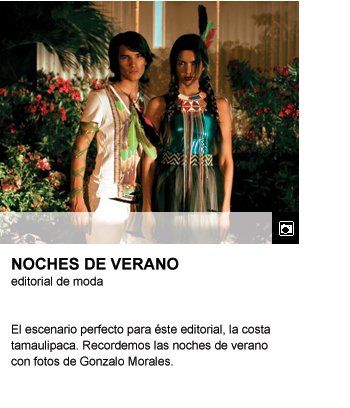 NOCHES DE VERANO
editorial de moda
El escenario perfecto para éste editorial, la costa
tamaulipaca. Recordemos las noches de verano
con fotos de Gonzalo Morales.